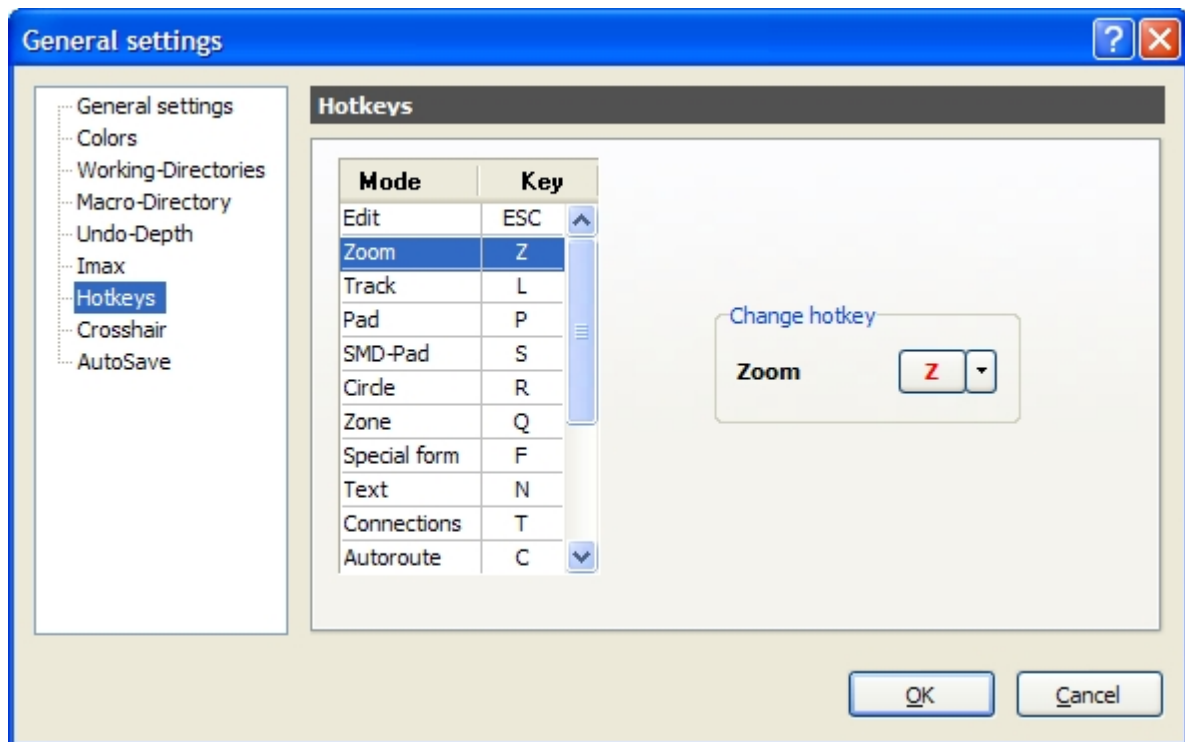 General settings
General settings
Colors
Working-Directories
Macro-Directory
Undo-Depth
Imax
Hotkeys
Crosshair
AutoSave
Hotkeys
Mode Key
Edit ESC
Zoom Z
Track L
Pad P
SMD-Pad S
Circle R
Zone Q
Special form F
Text N
Connections T
Autoroute C
Change hotkey
Zoom Z
OK Cancel